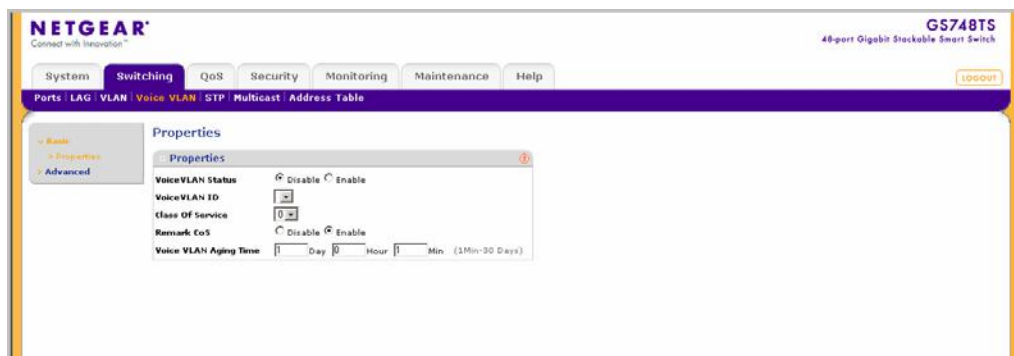 NETGEAR®
Connect with Innovation™
GS748TS
48-port Gigabit Stackable Smart Switch
System Switching QoS Security Monitoring Maintenance Help
LOGOUT
Ports LAG VLAN Voice VLAN STP Multicast Address Table
Basic
Properties
Advanced
Properties
Properties
VoiceVLAN Status Disable Enable
VoiceVLAN ID
Class Of Service 0
Remark CoS Disable Enable
Voice VLAN Aging Time 1 Day 0 Hour 1 Min (1Min-30 Days)